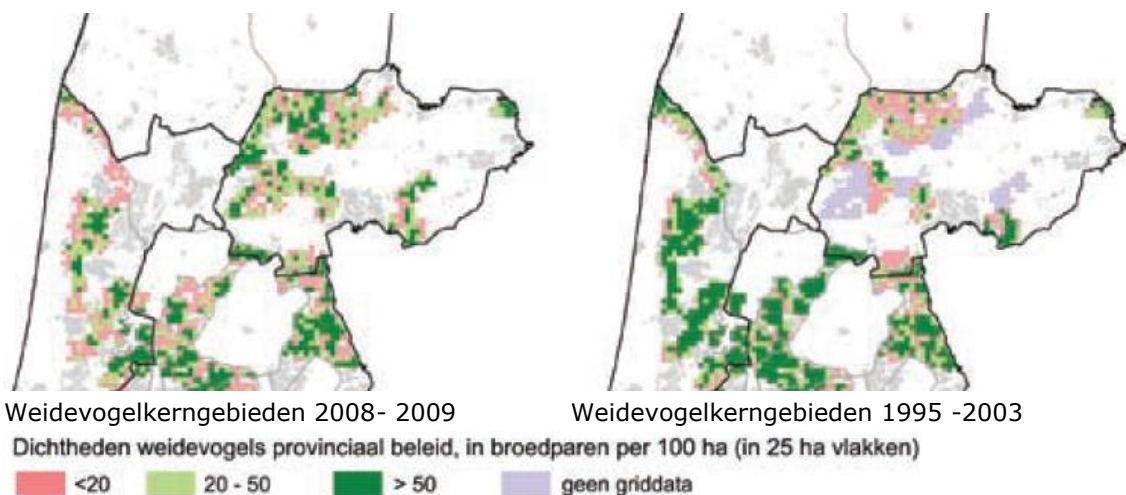 Weidevogelkerngebieden 2008- 2009
Weidevogelkerngebieden 1995 -2003
Dichtheden weidevogels provinciaal beleid, in broedparen per 100 ha (in 25 ha vlakken)
<20 20 - 50 > 50 geen griddata